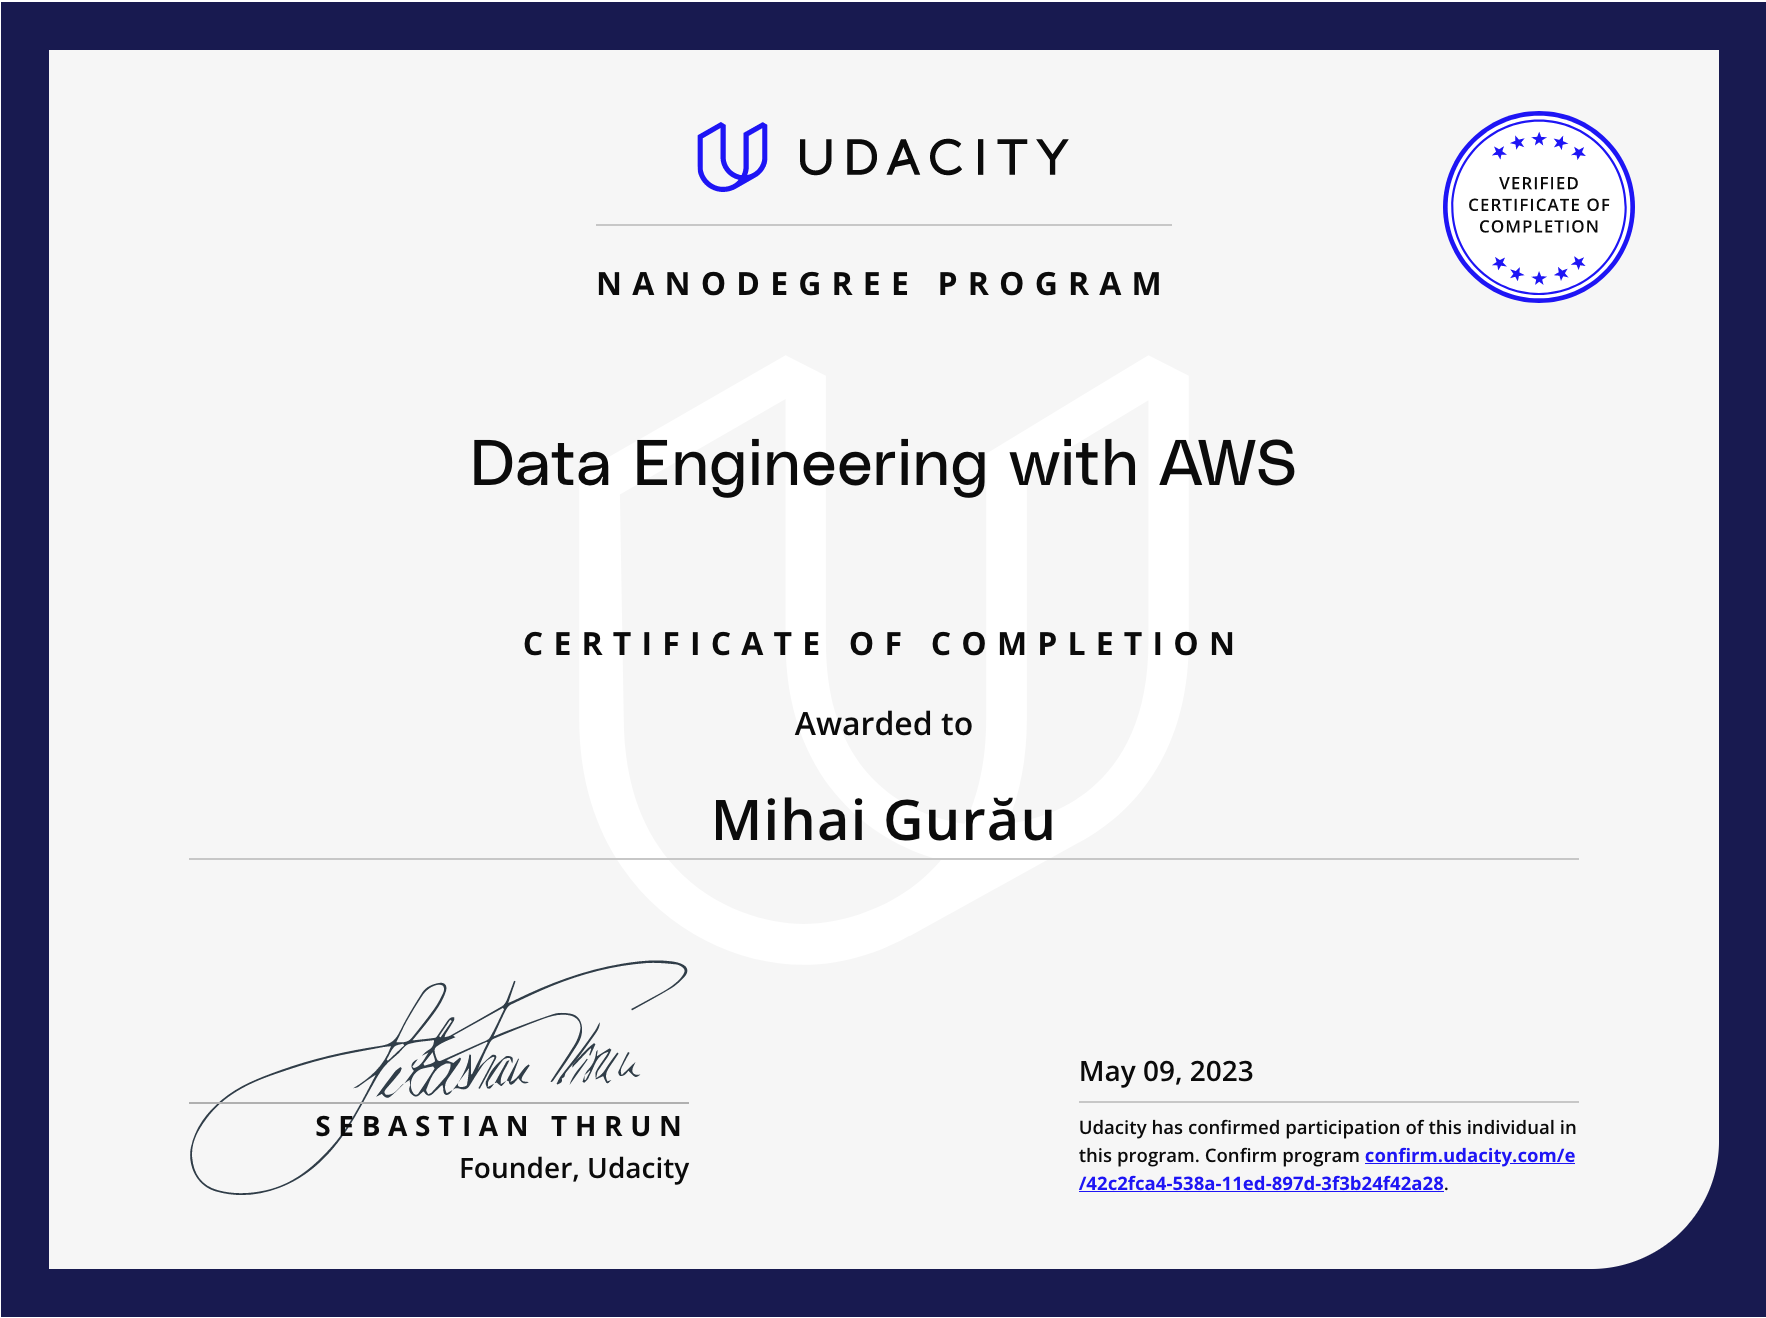 UDACITY
VERIFIED
CERTIFICATE OF
COMPLETION
NANODEGREE PROGRAM
Data Engineering with AWS
CERTIFICATE OF COMPLETION
Awarded to
Mihai Gurău
Sebastian Thrun
SEBASTIAN THRUN
Founder, Udacity
May 09, 2023
Udacity has confirmed participation of this individual in
this program. Confirm program confirm.udacity.com/e
/42c2fca4-538a-11ed-897d-3f3b24f42a28.